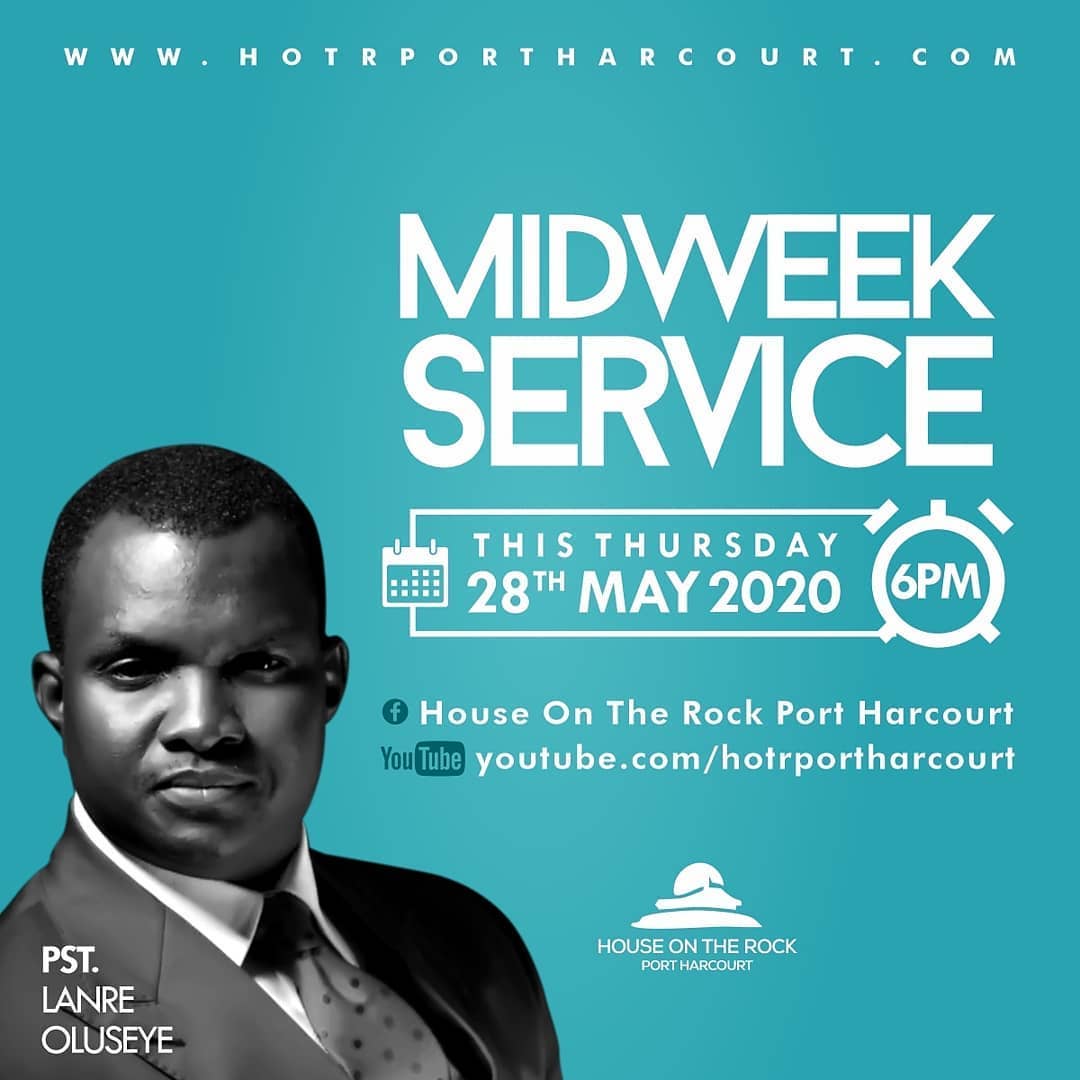 WWW.HOTRPORTHARCOURT.COM
MIDWEEK
SERVICE
THIS THURSDAY
28TH MAY 2020
6PM
f House On The Rock Port Harcourt
YouTube youtube.com/hotrportharcourt
HOUSE ON THE ROCK
PORT HARCOURT
PST.
LANRE
OLUSEYE